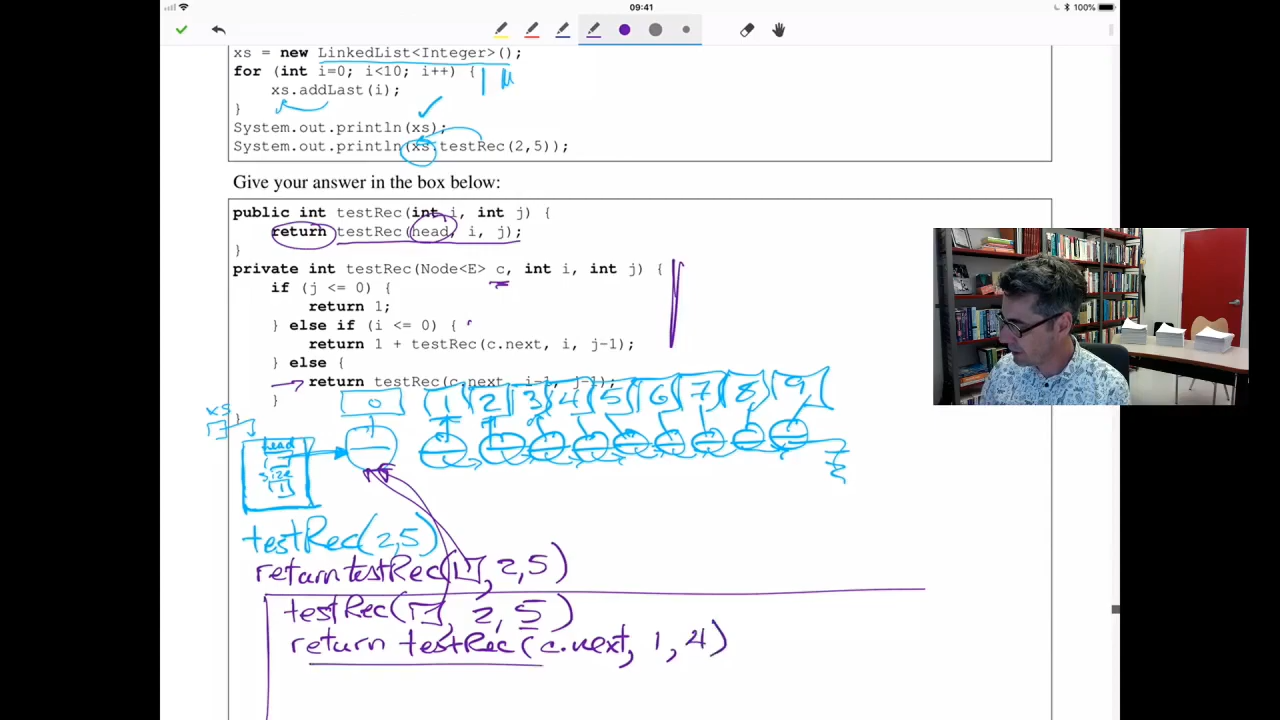 09:41
100%
xs = new LinkedList<Integer>();
for (int i=0; i<10; i++) {
xs.addLast(i);
}
System.out.println(xs);
System.out.println(xs.testRec(2,5));
Give your answer in the box below:
public int testRec(int i, int j) {
return testRec(head, i, j);
}
private int testRec(Node<E> c, int i, int j) {
if (j <= 0) {
return 1;
} else if (i <= 0) {
return 1 + testRec(c.next, i, j-1);
} else {
return testRec(c.next, i-1, j-1);
}
}
0 1 2 3 4 5 6 7 8 9
xs
head
size
testRec(2,5)
return testRec( , 2,5)
testRec( , 2, 5)
return testRec(c.next, 1, 4)